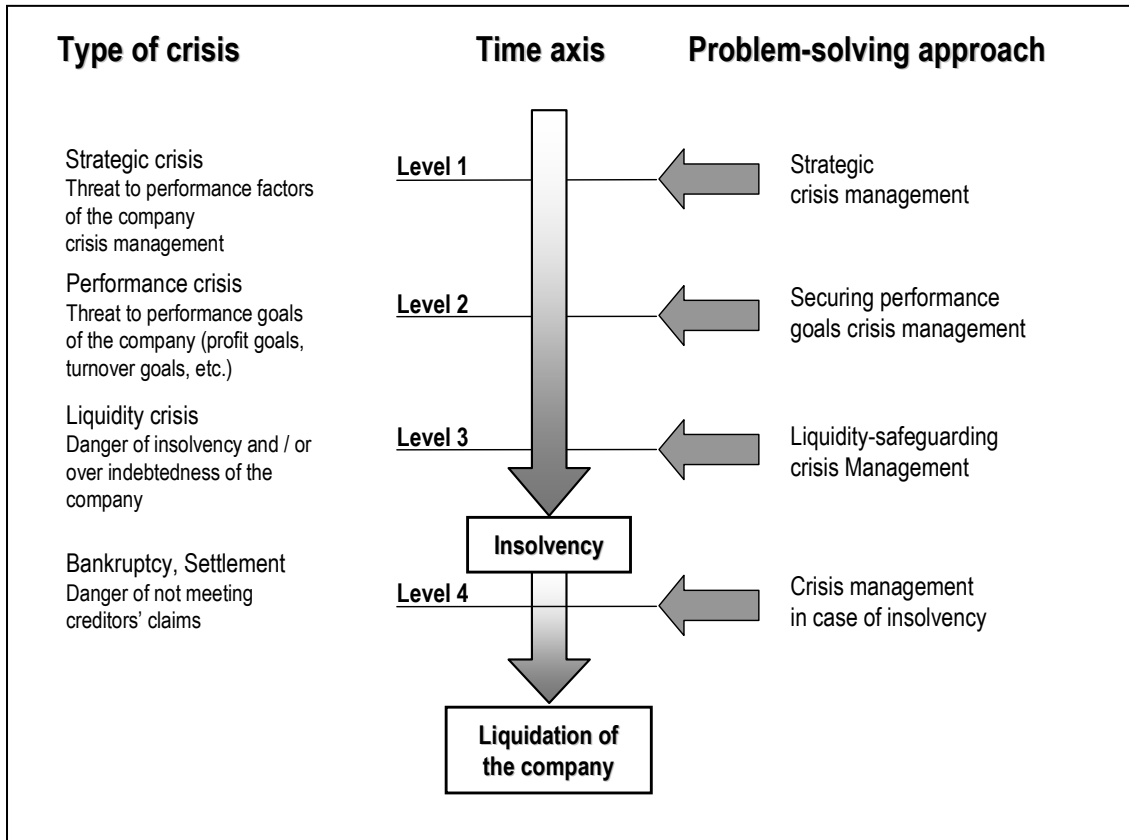 Type of crisis
Time axis
Problem-solving approach
Strategic crisis
Threat to performance factors
of the company
crisis management
Level 1
Strategic
crisis management
Performance crisis
Threat to performance goals
of the company (profit goals,
turnover goals, etc.)
Level 2
Securing performance
goals crisis management
Liquidity crisis
Danger of insolvency and / or
over indebtedness of the
company
Level 3
Liquidity-safeguarding
crisis Management
Insolvency
Bankruptcy, Settlement
Danger of not meeting
creditors’ claims
Level 4
Crisis management
in case of insolvency
Liquidation of
the company